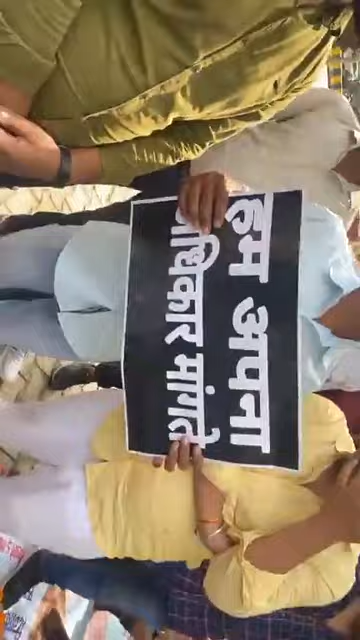 हम अपना
अधिकार मांगते